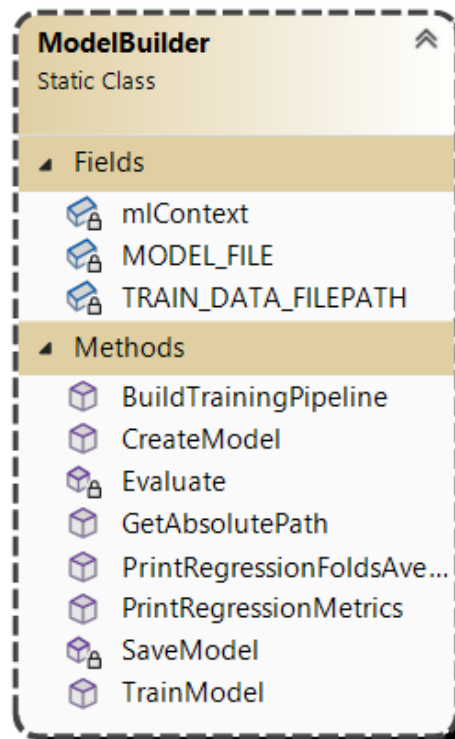 ModelBuilder
Static Class
Fields
mlContext
MODEL_FILE
TRAIN_DATA_FILEPATH
Methods
BuildTrainingPipeline
CreateModel
Evaluate
GetAbsolutePath
PrintRegressionFoldsAve...
PrintRegressionMetrics
SaveModel
TrainModel